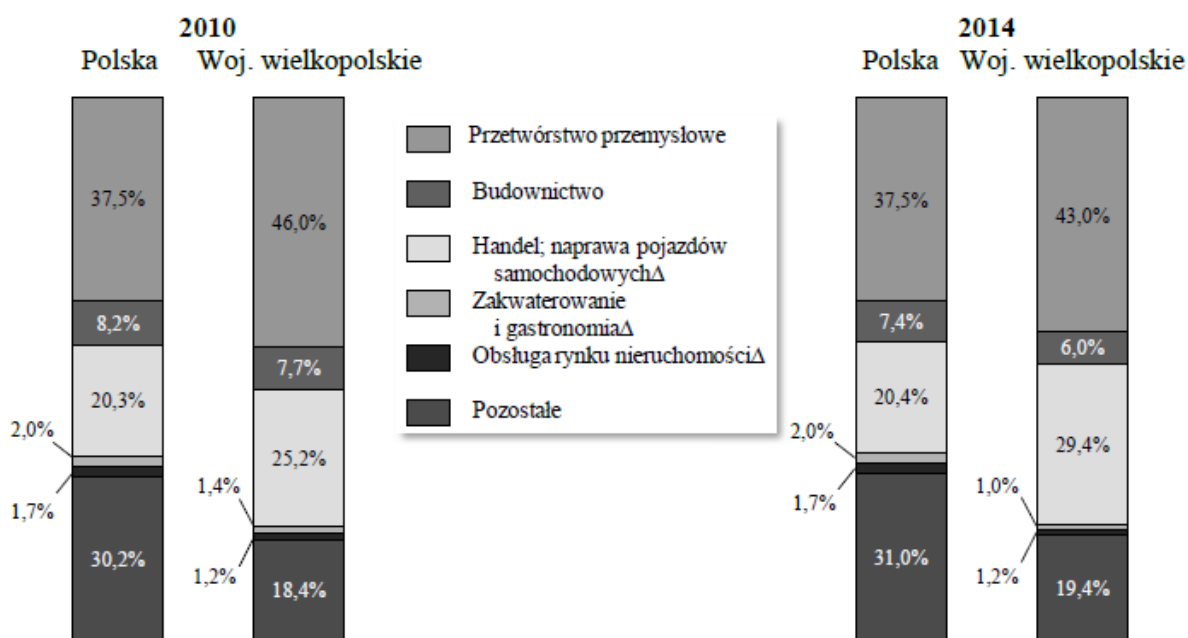 2010
Polska Woj. wielkopolskie
37,5%
8,2%
20,3%
2,0%
1,7%
30,2%
46,0%
7,7%
25,2%
1,4%
1,2%
18,4%
Przetwórstwo przemysłowe
Budownictwo
Handel; naprawa pojazdów
samochodowychΔ
Zakwaterowanie
i gastronomiaΔ
Obsługa rynku nieruchomościΔ
Pozostałe
2014
Polska Woj. wielkopolskie
37,5%
7,4%
20,4%
2,0%
1,7%
31,0%
43,0%
6,0%
29,4%
1,0%
1,2%
19,4%